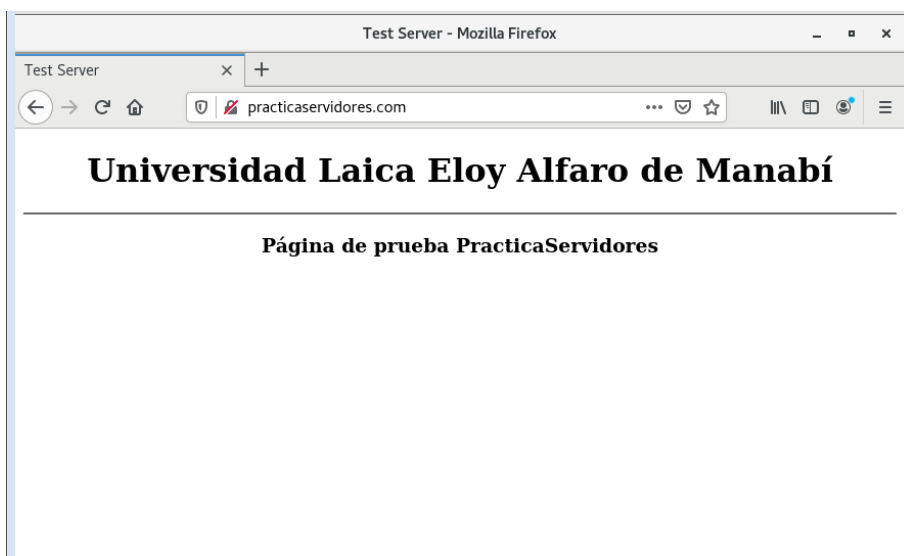 Test Server - Mozilla Firefox
Test Server
practicaservidores.com
Universidad Laica Eloy Alfaro de Manabí
Página de prueba PracticaServidores